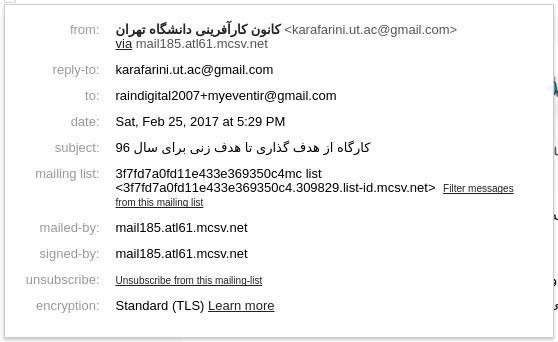 from: کانون کارآفرینی دانشگاه تهران <karafarini.ut.ac@gmail.com>
via mail185.atl61.mcsv.net
reply-to: karafarini.ut.ac@gmail.com
to: raindigital2007+myeventir@gmail.com
date: Sat, Feb 25, 2017 at 5:29 PM
subject: کارگاه از هدف گذاری تا هدف زنی برای سال 96
mailing list: 3f7fd7a0fd11e433e369350c4mc list
<3f7fd7a0fd11e433e369350c4.309829.list-id.mcsv.net> Filter messages
from this mailing list
mailed-by: mail185.atl61.mcsv.net
signed-by: mail185.atl61.mcsv.net
unsubscribe: Unsubscribe from this mailing-list
encryption: Standard (TLS) Learn more